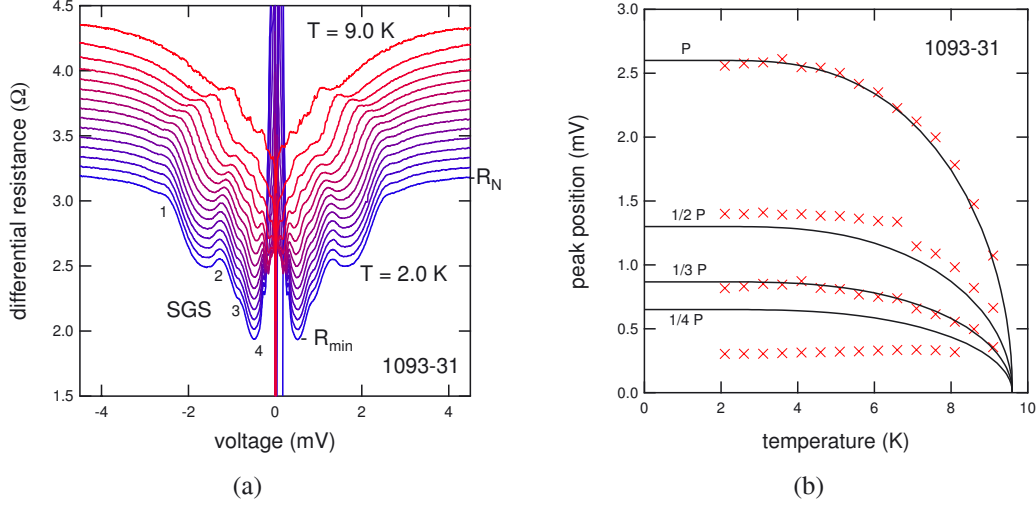 4.5
4.0
3.5
3.0
2.5
2.0
1.5
-4
-2
0
2
4
differential resistance (Ω)
voltage (mV)
T = 9.0 K
R_N
1
T = 2.0 K
2
SGS
3
4
R_min
1093-31
(a)
3.0
2.5
2.0
1.5
1.0
0.5
0.0
0
2
4
6
8
10
peak position (mV)
temperature (K)
1093-31
P
1/2 P
1/3 P
1/4 P
(b)